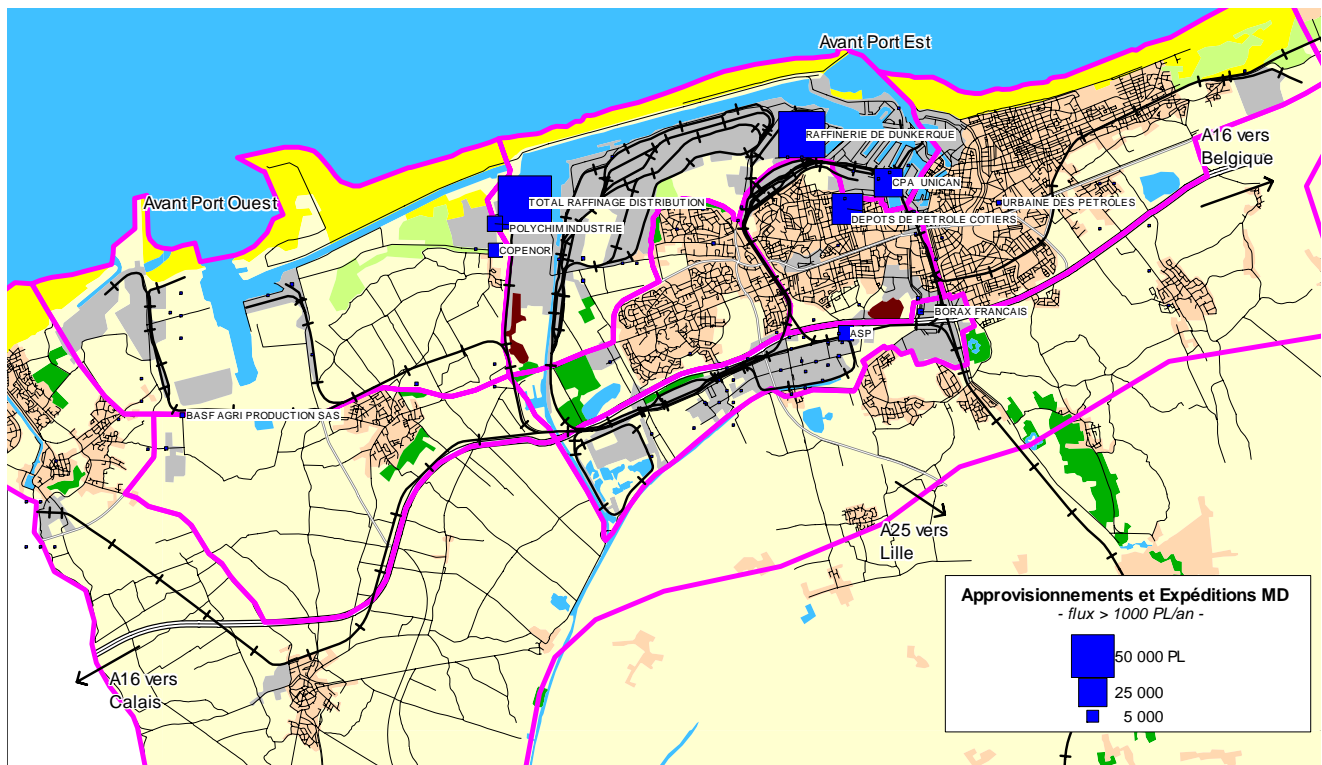 Avant Port Est
RAFFINERIE DE DUNKERQUE
A16 vers
Belgique
CPA UNICAN
TOTAL RAFFINAGE DISTRIBUTION
URBAINE DES PETROLES
Avant Port Ouest
DEPOTS DE PETROLE COTIERS
POLYCHIM INDUSTRIE
COPENOR
BORAX FRANCAIS
ASP
BASF AGRI PRODUCTION SAS
A25 vers
Lille
A16 vers
Calais
Approvisionnements et Expéditions MD
- flux > 1000 PL/an -
50 000 PL
25 000
5 000